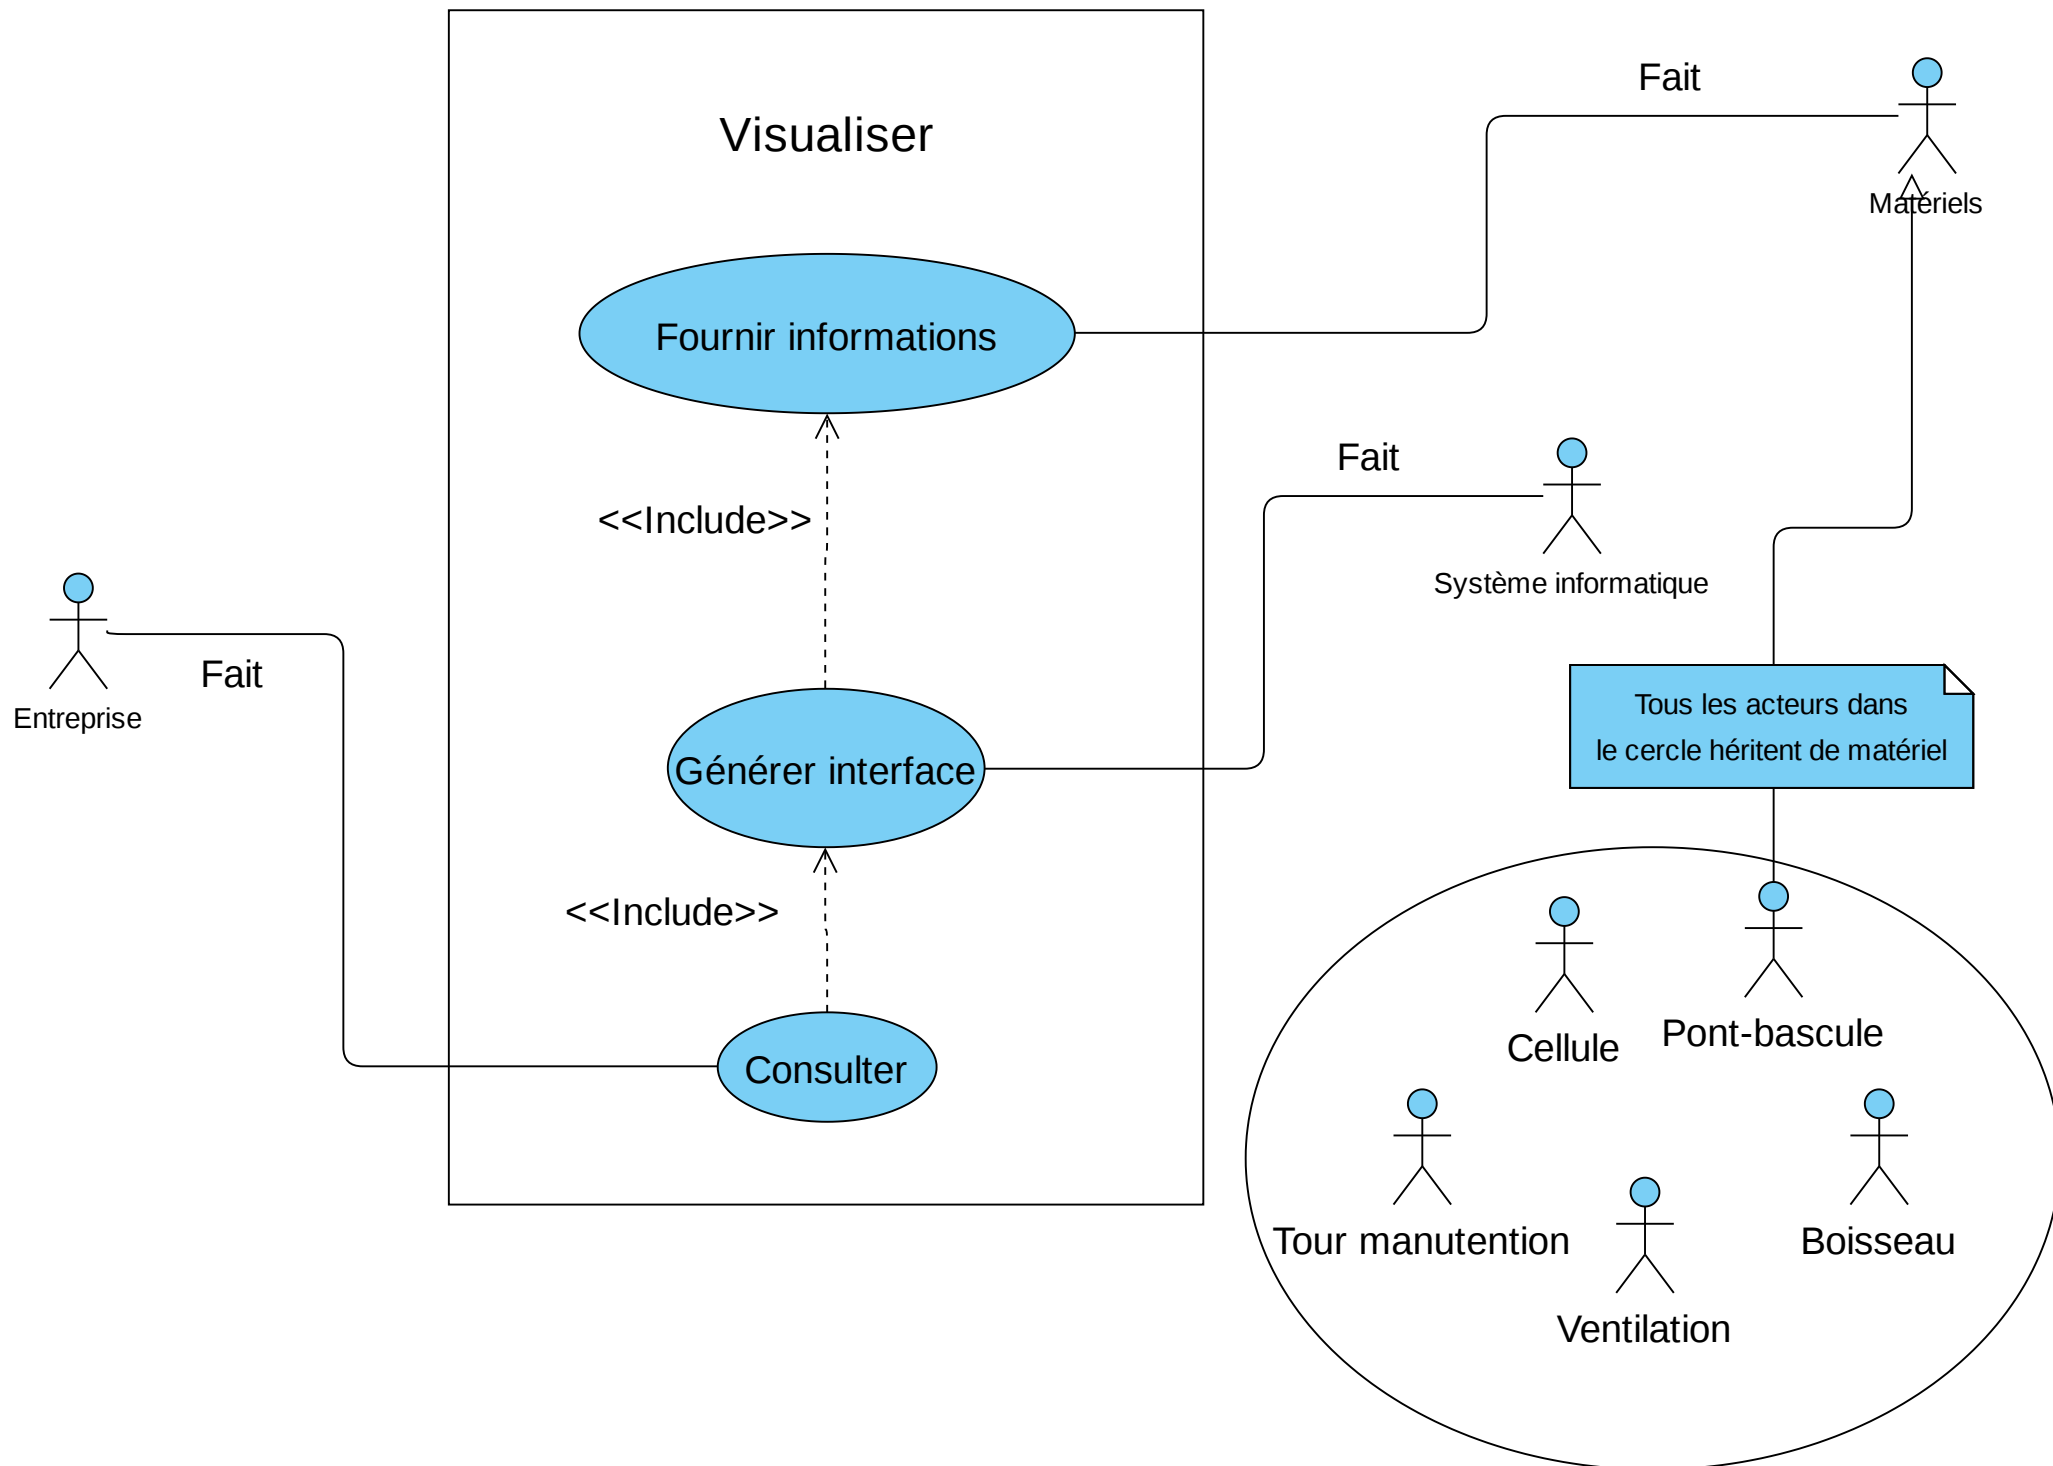 Visualiser
Fait
Matériels
Fournir informations
Fait
<<Include>>
Système informatique
Fait
Entreprise
Tous les acteurs dans
le cercle héritent de matériel
Générer interface
<<Include>>
Cellule
Pont-bascule
Consulter
Tour manutention
Boisseau
Ventilation